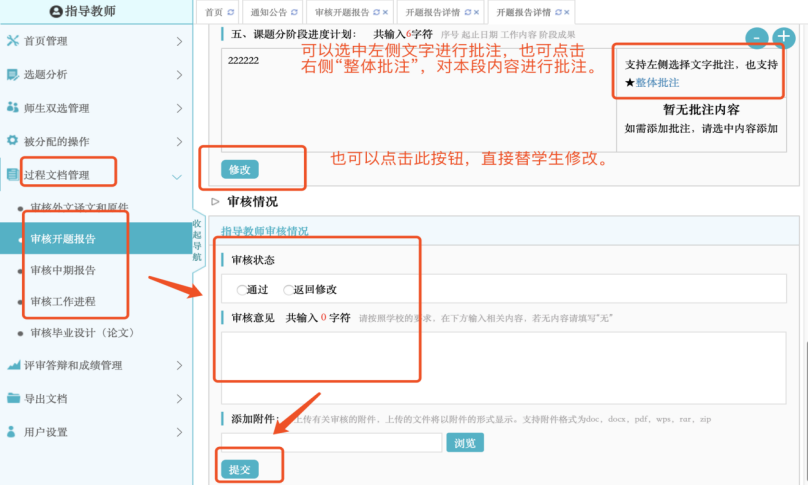 指导教师
首页
通知公告
审核开题报告
开题报告详情
开题报告详情
首页管理
选题分析
师生双选管理
被分配的操作
过程文档管理
审核外文译文和原件
审核开题报告
审核中期报告
审核工作进程
审核毕业设计（论文）
评审答辩和成绩管理
导出文档
用户设置
收起导航
五、课题分阶段进度计划： 共输入6字符 序号 起止日期 工作内容 阶段成果
222222
可以选中左侧文字进行批注，也可点击
右侧“整体批注”，对本段内容进行批注。
支持左侧选择文字批注，也支持
★整体批注
暂无批注内容
如需添加批注，请选中内容添加
修改
也可以点击此按钮，直接替学生修改。
▷ 审核情况
指导教师审核情况
审核状态
通过 返回修改
审核意见 共输入 0 字符 请按照学校的要求，在下方输入相关内容，若无内容请填写“无”
添加附件： 上传有关审核的附件，上传的文件将以附件的形式显示。支持附件格式为doc、docx、pdf、wps、rar、zip
浏览
提交